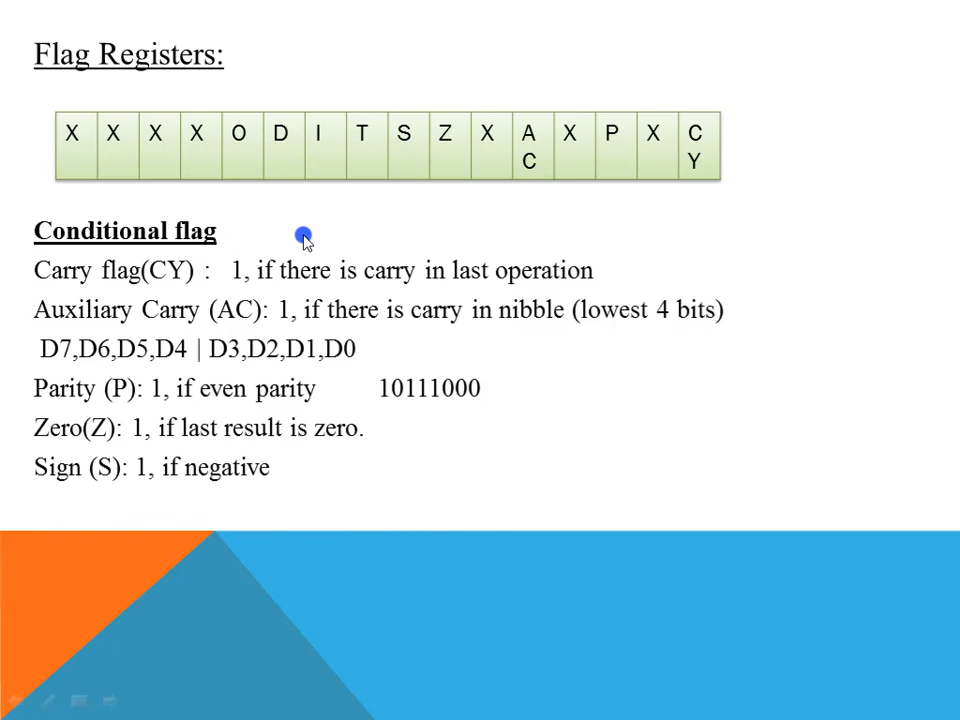 Flag Registers:
X X X X O D I T S Z X AC X P X CY
Conditional flag
Carry flag(CY) : 1, if there is carry in last operation
Auxiliary Carry (AC): 1, if there is carry in nibble (lowest 4 bits)
D7,D6,D5,D4 | D3,D2,D1,D0
Parity (P): 1, if even parity 10111000
Zero(Z): 1, if last result is zero.
Sign (S): 1, if negative